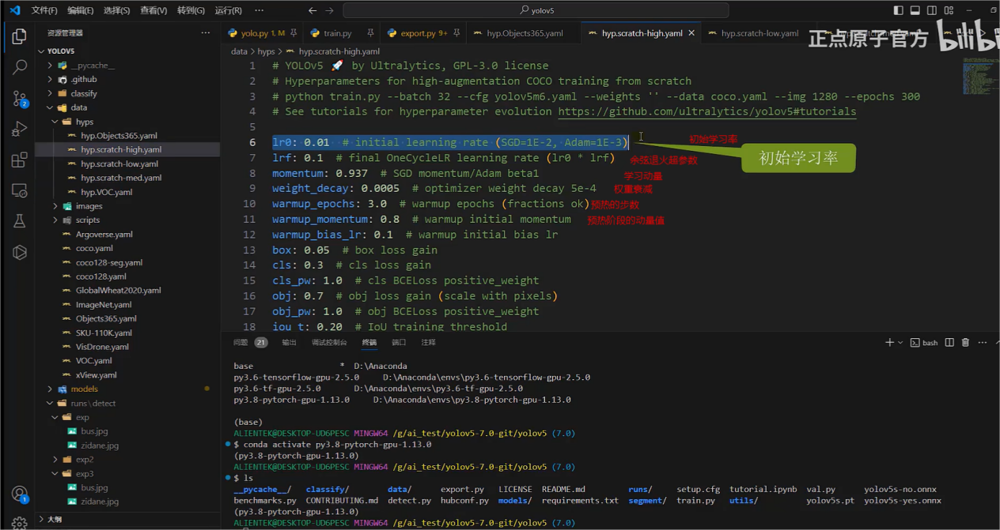 文件(F) 编辑(E) 选择(S) 查看(V) 转到(G) 运行(R) ··· ← → yolov5
资源管理器 ···
yolo.py 1, M train.py export.py 9+ hyp.Objects365.yaml hyp.scratch-high.yaml × hyp.scratch-low.yaml
正点原子官方 bilibi
YOLOV5
__pycache__
.github
classify
data
hyps
hyp.Objects365.yaml
hyp.scratch-high.yaml
hyp.scratch-low.yaml
hyp.scratch-med.yaml
hyp.VOC.yaml
images
scripts
Argoverse.yaml
coco.yaml
coco128-seg.yaml
coco128.yaml
GlobalWheat2020.yaml
ImageNet.yaml
Objects365.yaml
SKU-110K.yaml
VisDrone.yaml
VOC.yaml
xView.yaml
models
runs\detect
exp
bus.jpg
zidane.jpg
exp2
exp3
bus.jpg
zidane.jpg
大纲
2
1
data > hyps > hyp.scratch-high.yaml
1 # YOLOv5 🚀 by Ultralytics, GPL-3.0 license
2 # Hyperparameters for high-augmentation COCO training from scratch
3 # python train.py --batch 32 --cfg yolov5m6.yaml --weights '' --data coco.yaml --img 1280 --epochs 300
4 # See tutorials for hyperparameter evolution https://github.com/ultralytics/yolov5#tutorials
5
6 lr0: 0.01 # initial learning rate (SGD=1E-2, Adam=1E-3) 初始学习率
初始学习率
7 lrf: 0.1 # final OneCycleLR learning rate (lr0 * lrf) 余弦退火超参数
8 momentum: 0.937 # SGD momentum/Adam beta1 学习动量
9 weight_decay: 0.0005 # optimizer weight decay 5e-4 权重衰减
10 warmup_epochs: 3.0 # warmup epochs (fractions ok) 预热的步数
11 warmup_momentum: 0.8 # warmup initial momentum 预热阶段的动量值
12 warmup_bias_lr: 0.1 # warmup initial bias lr
13 box: 0.05 # box loss gain
14 cls: 0.3 # cls loss gain
15 cls_pw: 1.0 # cls BCELoss positive_weight
16 obj: 0.7 # obj loss gain (scale with pixels)
17 obj_pw: 1.0 # obj BCELoss positive_weight
18 iou_t: 0.20 # IoU training threshold
问题 21 输出 调试控制台 终端 端口 注释 bash ···
base * D:\Anaconda
py3.6-tensorflow-gpu-2.5.0 D:\Anaconda\envs\py3.6-tensorflow-gpu-2.5.0
py3.6-tf-gpu-2.5.0 D:\Anaconda\envs\py3.6-tf-gpu-2.5.0
py3.8-pytorch-gpu-1.13.0 D:\Anaconda\envs\py3.8-pytorch-gpu-1.13.0
(base)
ALIENTEK@DESKTOP-UD6PESC MINGW64 /g/ai_test/yolov5-7.0-git/yolov5 (7.0)
$ conda activate py3.8-pytorch-gpu-1.13.0
(py3.8-pytorch-gpu-1.13.0)
ALIENTEK@DESKTOP-UD6PESC MINGW64 /g/ai_test/yolov5-7.0-git/yolov5 (7.0)
$ ls
__pycache__/ classify/ data/ export.py LICENSE README.md runs/ setup.cfg tutorial.ipynb val.py yolov5s-no.onnx
benchmarks.py CONTRIBUTING.md detect.py hubconf.py models/ requirements.txt segment/ train.py utils/ yolov5s.pt yolov5s-yes.onnx
(py3.8-pytorch-gpu-1.13.0)
ALIENTEK@DESKTOP-UD6PESC MINGW64 /g/ai_test/yolov5-7.0-git/yolov5 (7.0)